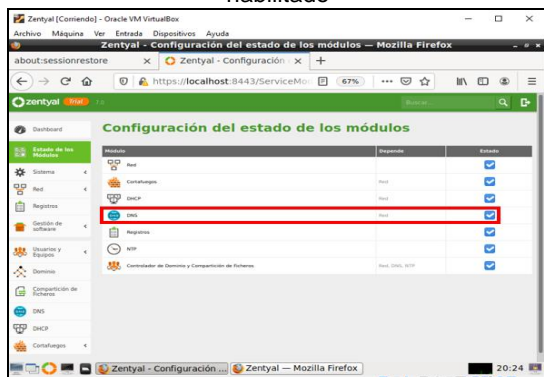 habilitado
Zentyal [Corriendo] - Oracle VM VirtualBox
Archivo Máquina Ver Entrada Dispositivos Ayuda
Zentyal - Configuración del estado de los módulos — Mozilla Firefox
about:sessionrestore
Zentyal - Configuración
https://localhost:8443/ServiceMo
67%
zentyal Trial
Buscar...
Dashboard
Configuración del estado de los módulos
Estado de los
Módulos
Módulo Depende Estado
Red
Sistema
Cortafuegos Red
Red
DHCP Red
Registros
DNS Red
Gestión de
software
Registros
Usuarios y
Equipos
NTP
Dominio
Controlador de Dominio y Compartición de Ficheros Red, DNS, NTP
Compartición de
Ficheros
DNS
DHCP
Cortafuegos
Zentyal - Configuración ... Zentyal — Mozilla Firefox 20:24